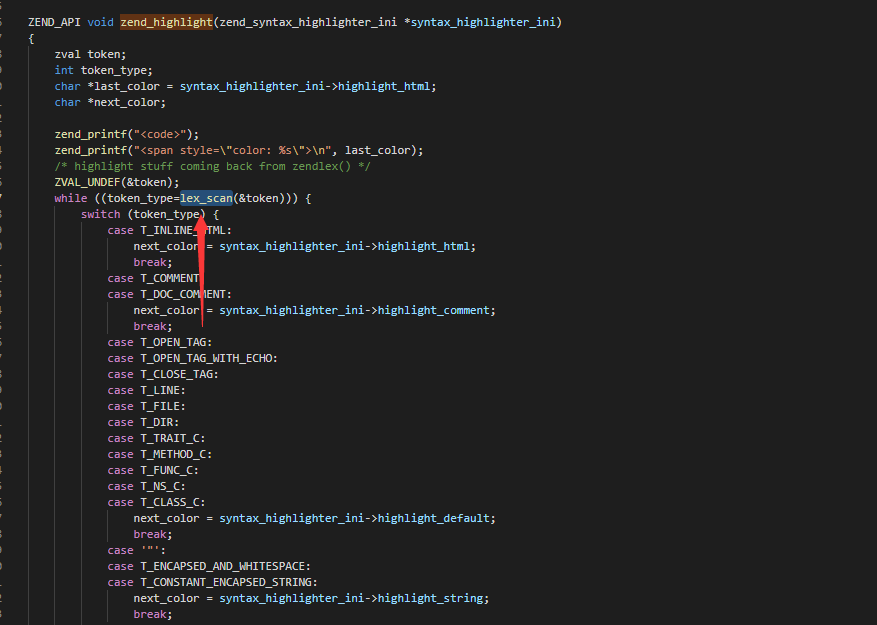 ZEND_API void zend_highlight(zend_syntax_highlighter_ini *syntax_highlighter_ini)
{
    zval token;
    int token_type;
    char *last_color = syntax_highlighter_ini->highlight_html;
    char *next_color;

    zend_printf("<code>");
    zend_printf("<span style=\"color: %s\">\n", last_color);
    /* highlight stuff coming back from zendlex() */
    ZVAL_UNDEF(&token);
    while ((token_type=lex_scan(&token))) {
        switch (token_type) {
            case T_INLINE_HTML:
                next_color = syntax_highlighter_ini->highlight_html;
                break;
            case T_COMMENT:
            case T_DOC_COMMENT:
                next_color = syntax_highlighter_ini->highlight_comment;
                break;
            case T_OPEN_TAG:
            case T_OPEN_TAG_WITH_ECHO:
            case T_CLOSE_TAG:
            case T_LINE:
            case T_FILE:
            case T_DIR:
            case T_TRAIT_C:
            case T_METHOD_C:
            case T_FUNC_C:
            case T_NS_C:
            case T_CLASS_C:
                next_color = syntax_highlighter_ini->highlight_default;
                break;
            case '"':
            case T_ENCAPSED_AND_WHITESPACE:
            case T_CONSTANT_ENCAPSED_STRING:
                next_color = syntax_highlighter_ini->highlight_string;
                break;